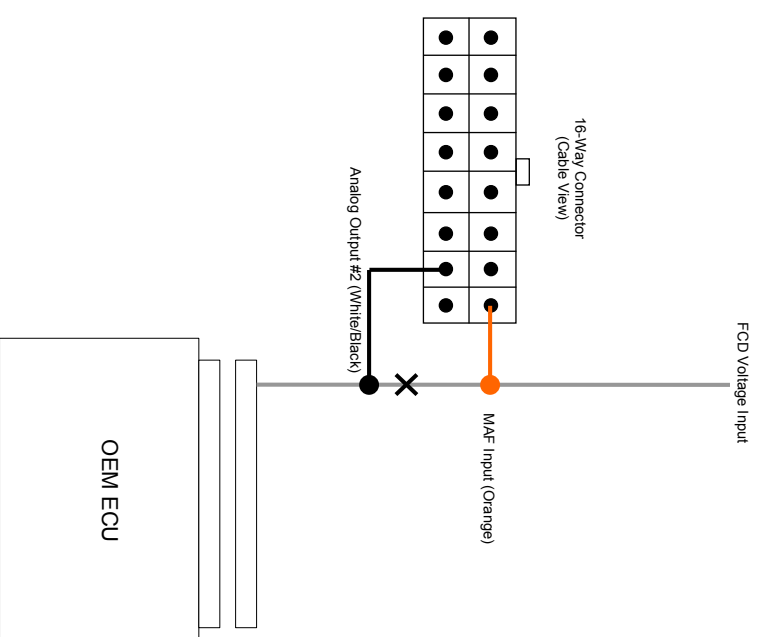 16-Way Connector
(Cable View)
Analog Output #2 (White/Black)
FCD Voltage Input
MAF Input (Orange)
OEM ECU